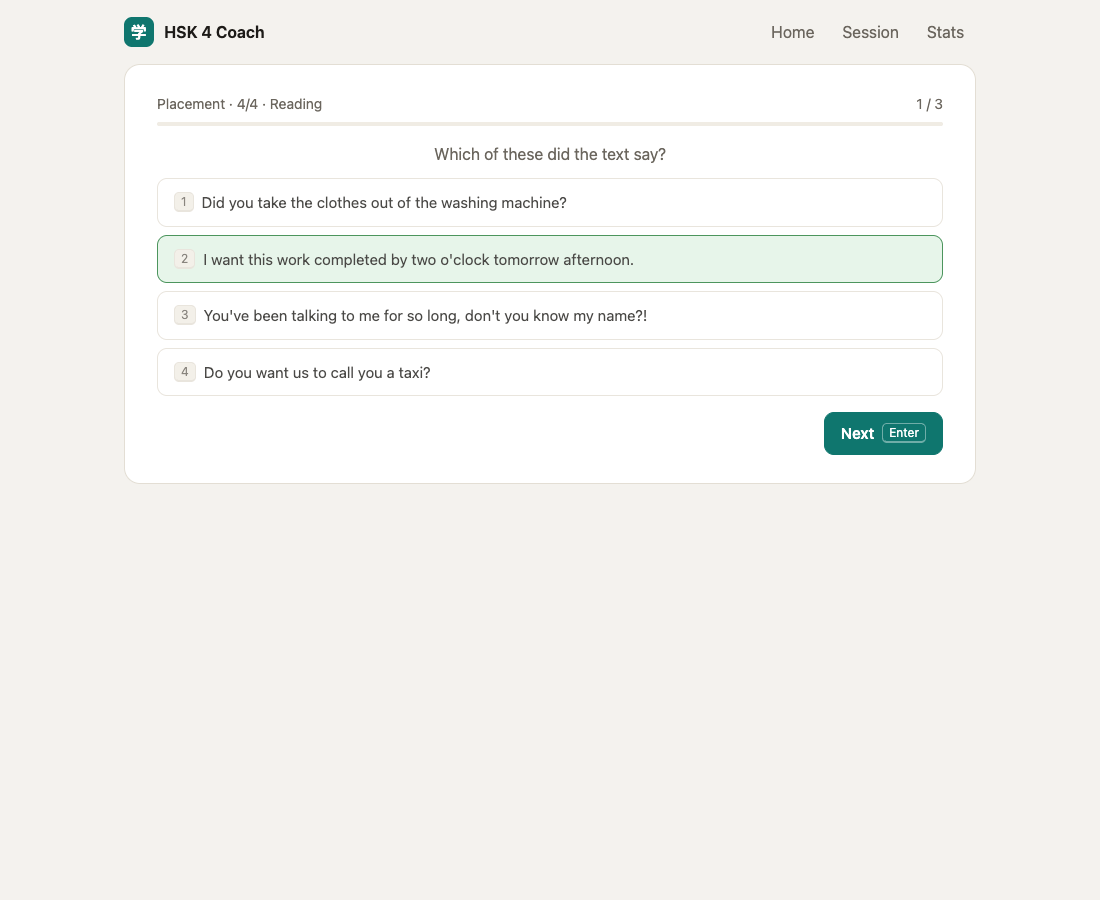 学 HSK 4 Coach
Home Session Stats
Placement · 4/4 · Reading
1 / 3
Which of these did the text say?
1 Did you take the clothes out of the washing machine?
2 I want this work completed by two o'clock tomorrow afternoon.
3 You've been talking to me for so long, don't you know my name?!
4 Do you want us to call you a taxi?
Next Enter